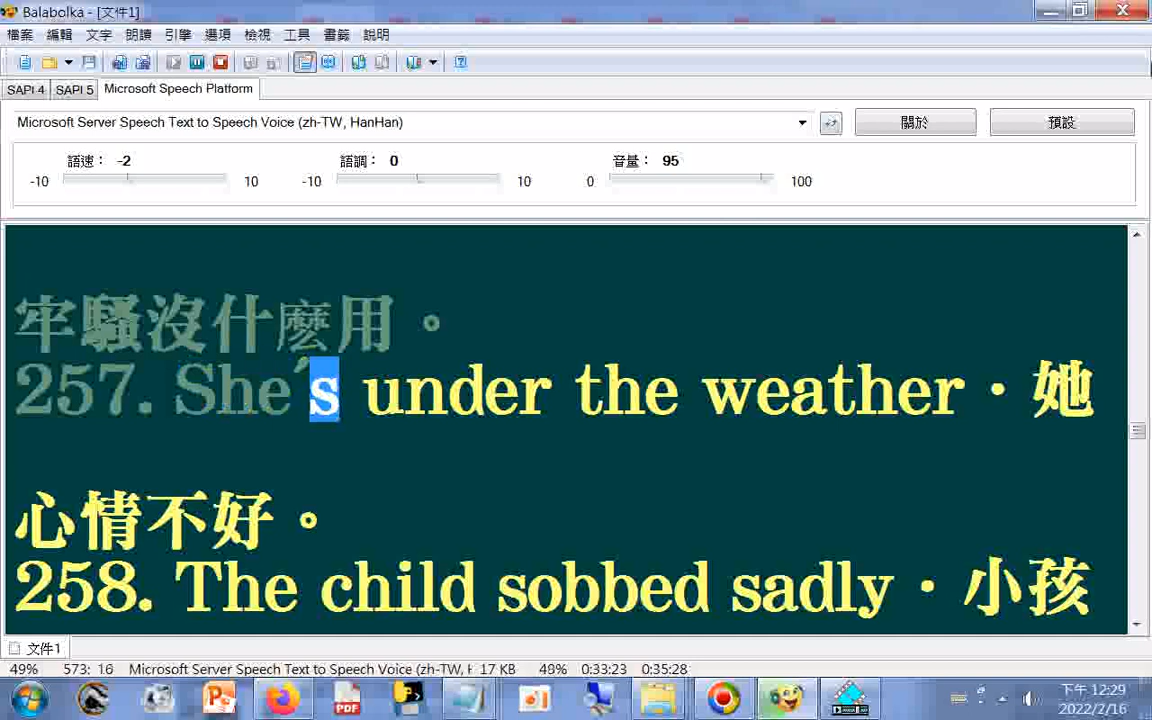 Balabolka - [文件1]
檔案 編輯 文字 朗讀 引擎 選項 檢視 工具 書籤 說明
SAPI 4 SAPI 5 Microsoft Speech Platform
Microsoft Server Speech Text to Speech Voice (zh-TW, HanHan) 關於 預設
語速： -2 語調： 0 音量： 95
-10 10 -10 10 0 100
牢騷沒什麼用。
257. She's under the weather．她
心情不好。
258. The child sobbed sadly．小孩
文件1
49% 573: 16 Microsoft Server Speech Text to Speech Voice (zh-TW, H 17 KB 48% 0:33:23 0:35:28
PDF
下午 12:29
2022/2/16